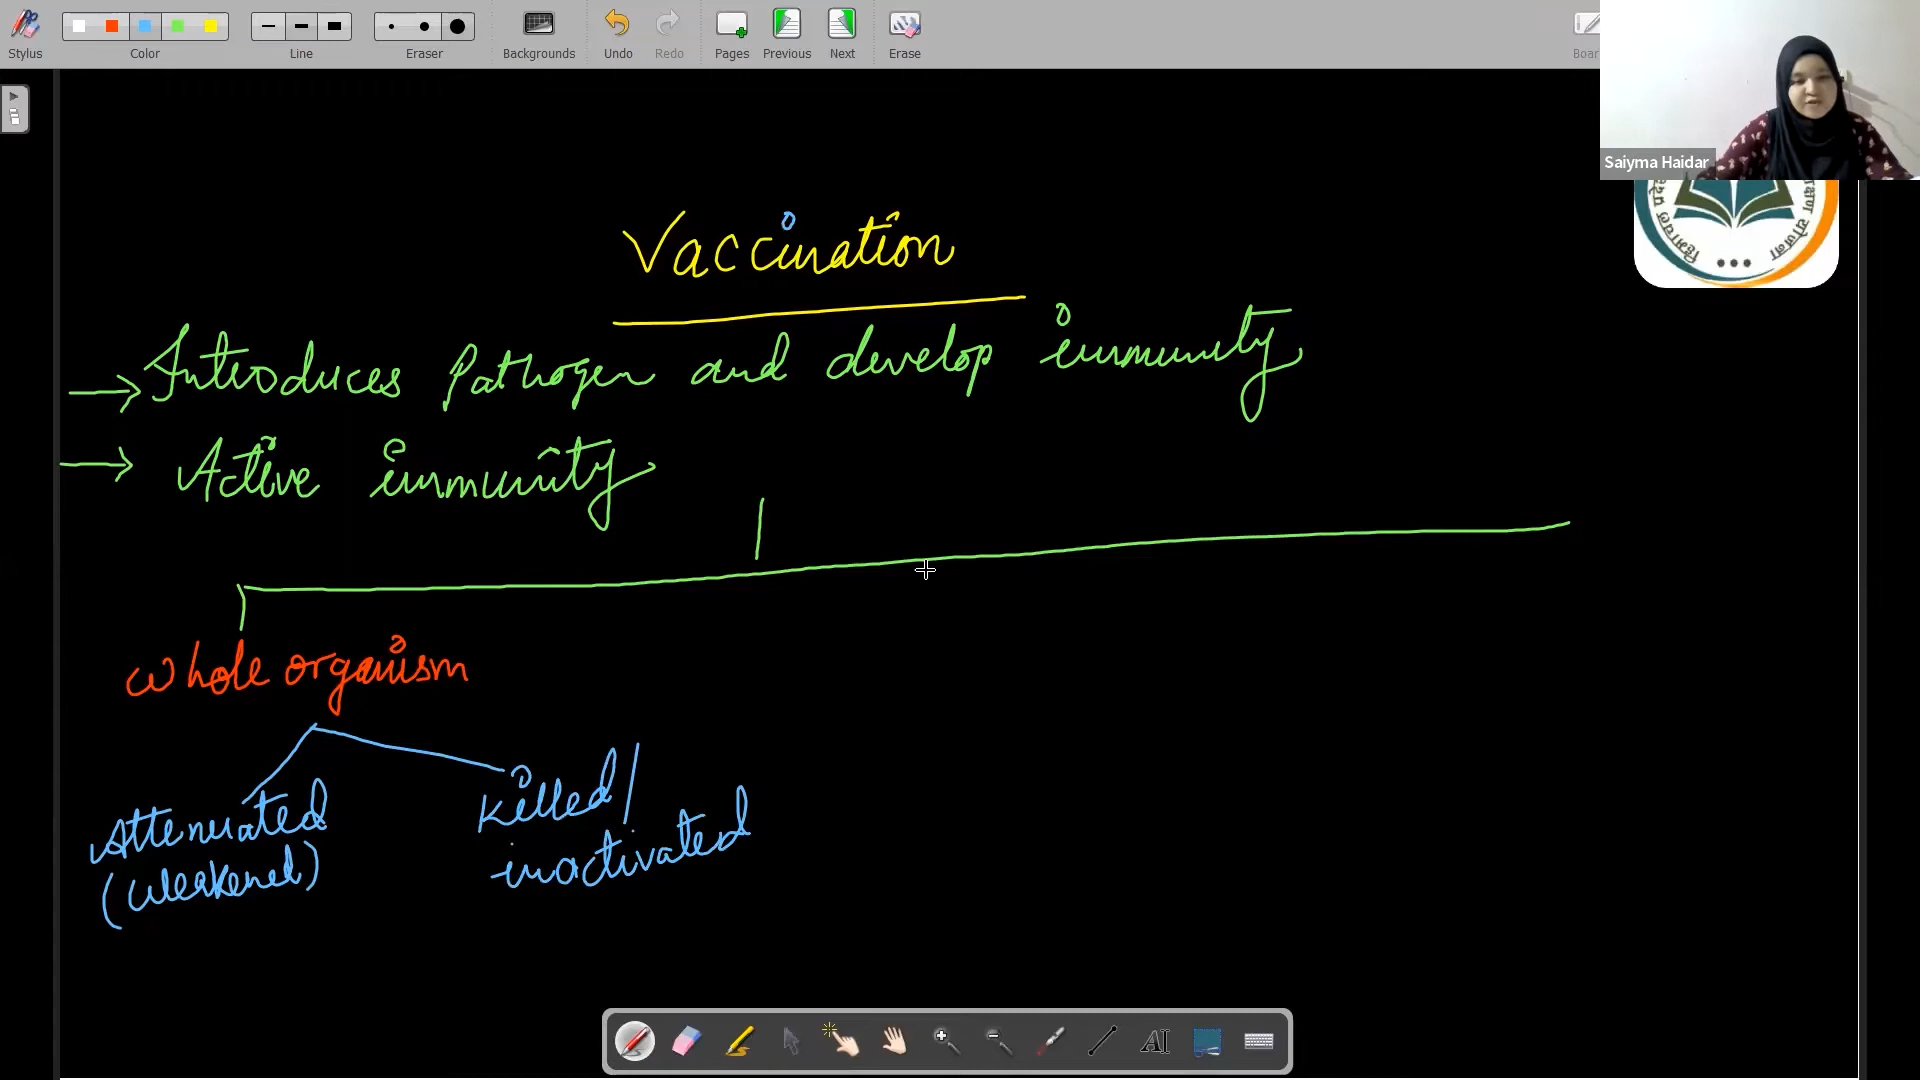 Stylus Color Line Eraser Backgrounds Undo Redo Pages Previous Next Erase
Saiyma Haidar
Vaccination
→ Introduces Pathogen and develop immunity
→ Active immunity
Whole organism
Attenuated
(Weakened)
Killed/
inactivated